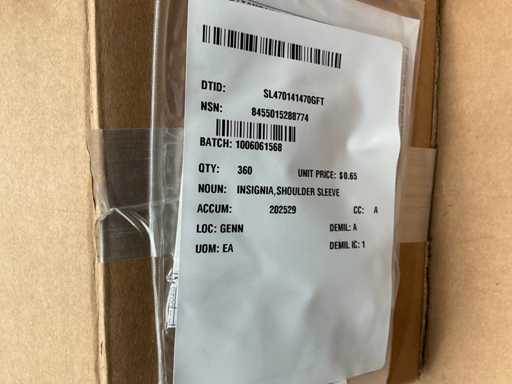 DTID: SL470141470GFT
NSN: 8455015288774
BATCH: 1006061568
QTY: 360 UNIT PRICE: $ 0.65
NOUN: INSIGNIA,SHOULDER SLEEVE
ACCUM: 202529 CC: A
LOC: GENN DEMIL: A
UOM: EA DEMIL IC: 1